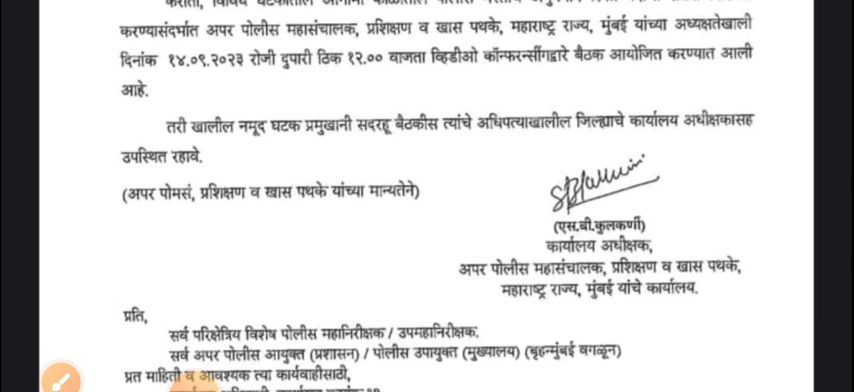 करण्यासंदर्भात अपर पोलीस महासंचालक, प्रशिक्षण व खास पथके, महाराष्ट्र राज्य, मुंबई यांच्या अध्यक्षतेखाली
दिनांक १४.०९.२०२३ रोजी दुपारी ठिक १२.०० वाजता व्हिडीओ कॉन्फरन्सींगद्वारे बैठक आयोजित करण्यात आली
आहे.
तरी खालील नमूद घटक प्रमुखांनी सदरहू बैठकीस त्यांचे अधिपत्याखालील जिल्ह्याचे कार्यालय अधीक्षकासह
उपस्थित रहावे.
(अपर पोमसं, प्रशिक्षण व खास पथके यांच्या मान्यतेने)
(एस.बी.कुलकर्णी)
कार्यालय अधीक्षक,
अपर पोलीस महासंचालक, प्रशिक्षण व खास पथके,
महाराष्ट्र राज्य, मुंबई यांचे कार्यालय.
प्रति,
सर्व परिक्षेत्रिय विशेष पोलीस महानिरीक्षक / उपमहानिरीक्षक.
सर्व अपर पोलीस आयुक्त (प्रशासन) / पोलीस उपायुक्त (मुख्यालय) (बृहन्मुंबई वगळून)
प्रत माहिती व आवश्यक त्या कार्यवाहीसाठी,